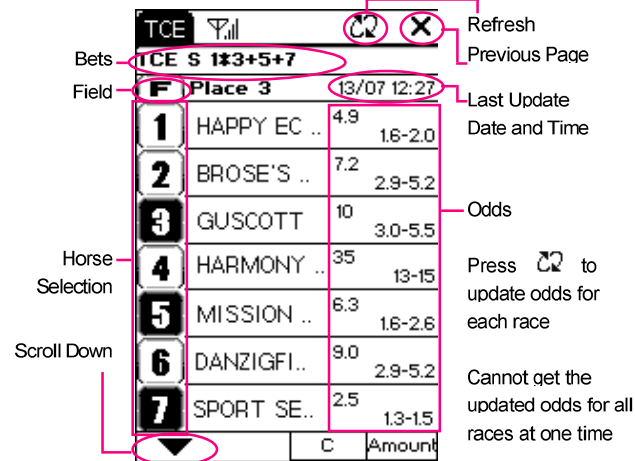 TCE
Refresh
Previous Page
Bets
TCE S 1*3+5+7
Field
F Place 3 13/07 12:27
Last Update
Date and Time
1 HAPPY EC .. 4.9 1.6-2.0
2 BROSE'S .. 7.2 2.9-5.2
3 GUSCOTT 10 3.0-5.5
Odds
4 HARMONY .. 35 13-15
Horse
Selection
Press to
update odds for
each race
5 MISSION .. 6.3 1.6-2.6
Scroll Down
6 DANZIGFI.. 9.0 2.9-5.2
7 SPORT SE.. 2.5 1.3-1.5
Cannot get the
updated odds for all
races at one time
C Amount